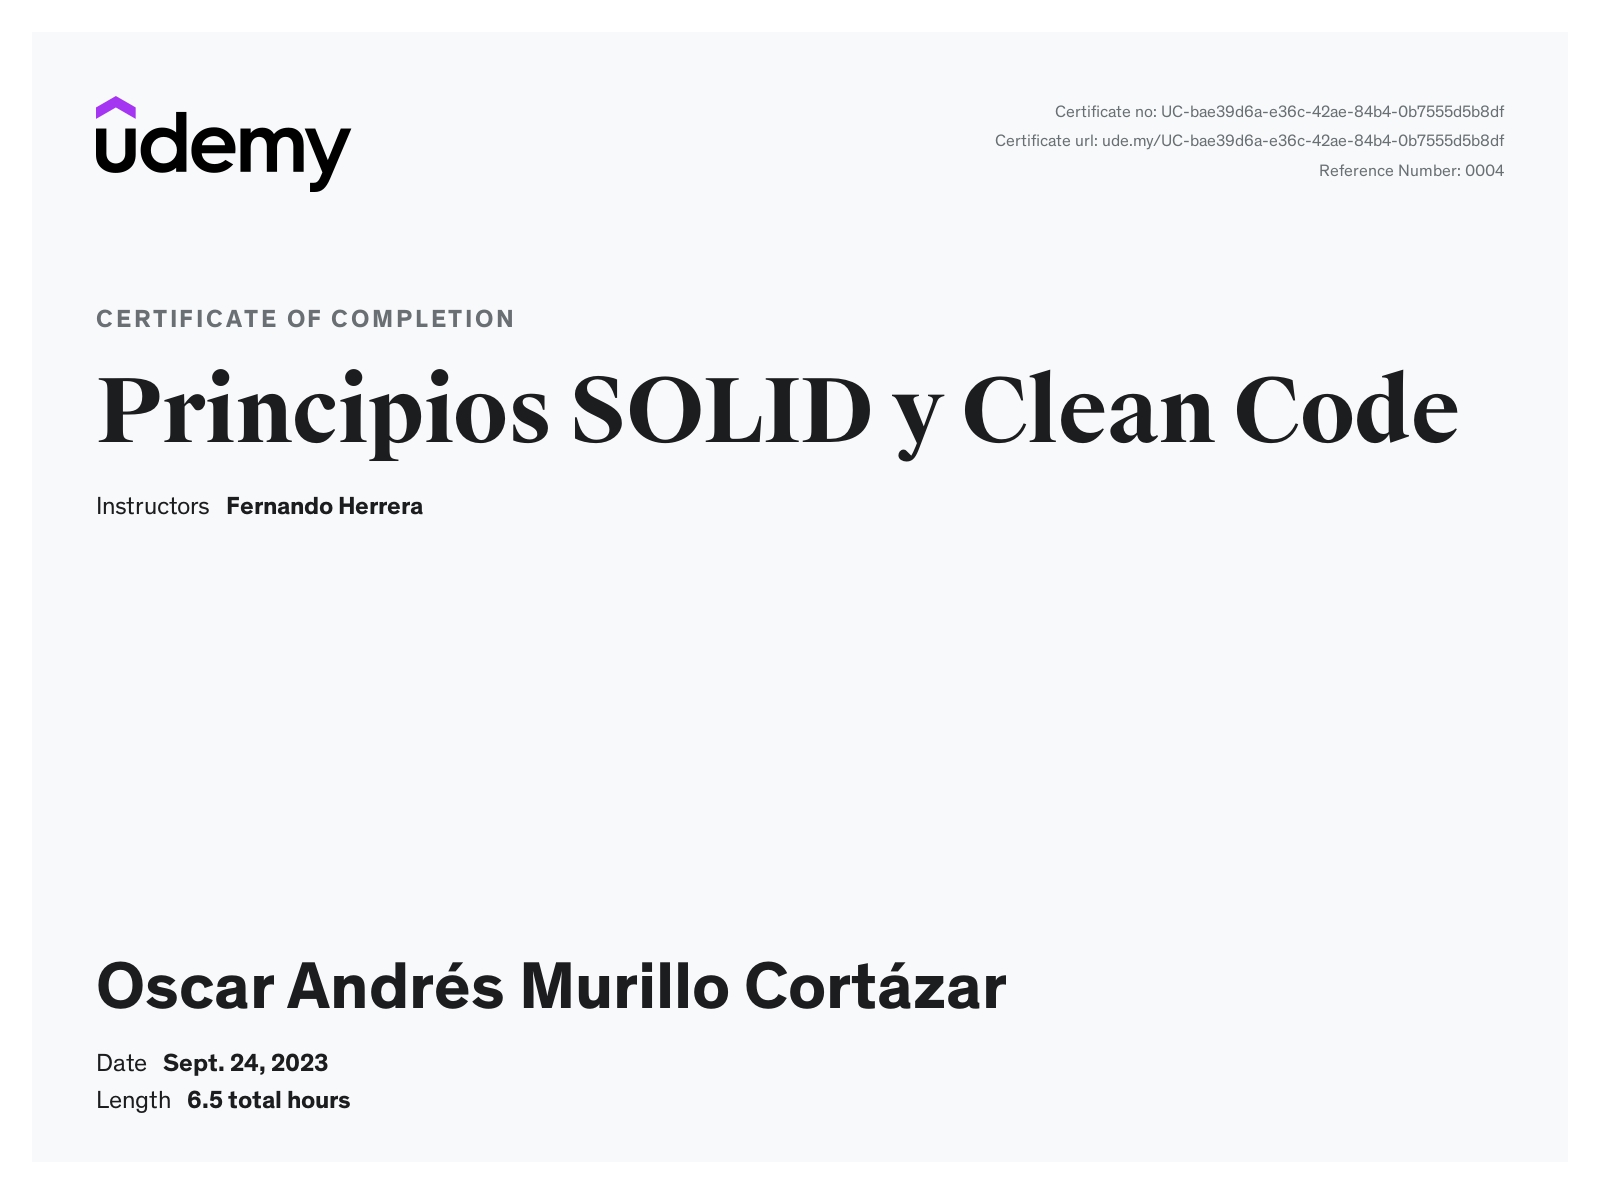 udemy
Certificate no: UC-bae39d6a-e36c-42ae-84b4-0b7555d5b8df
Certificate url: ude.my/UC-bae39d6a-e36c-42ae-84b4-0b7555d5b8df
Reference Number: 0004
CERTIFICATE OF COMPLETION
Principios SOLID y Clean Code
Instructors Fernando Herrera
Oscar Andrés Murillo Cortázar
Date Sept. 24, 2023
Length 6.5 total hours